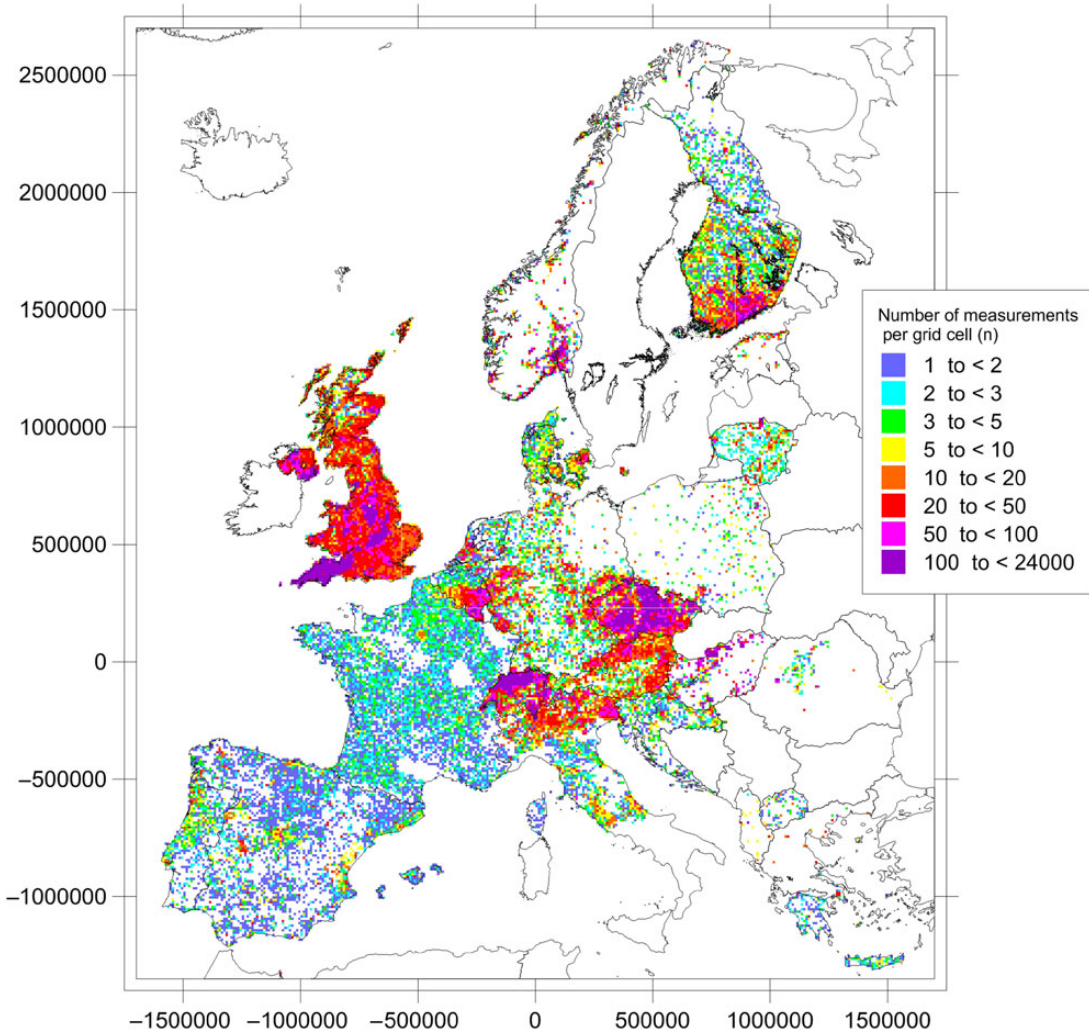 2500000
2000000
1500000
1000000
500000
0
−500000
−1000000
Number of measurements
per grid cell (n)
1 to < 2
2 to < 3
3 to < 5
5 to < 10
10 to < 20
20 to < 50
50 to < 100
100 to < 24000
−1500000 −1000000 −500000 0 500000 1000000 1500000